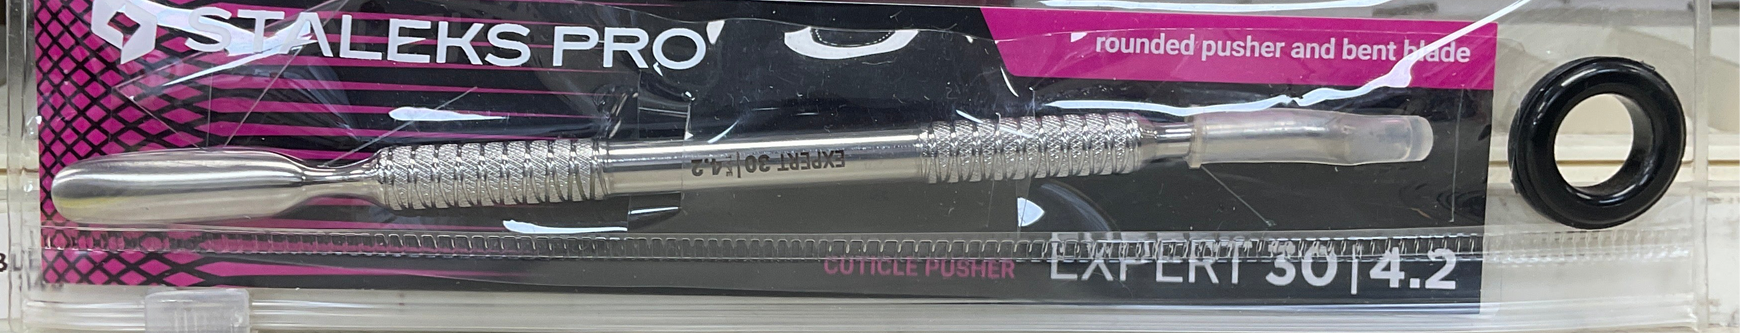 STALEKS PRO
rounded pusher and bent blade
EXPERT 30|4.2
CUTICLE PUSHER EXPERT 30|4.2